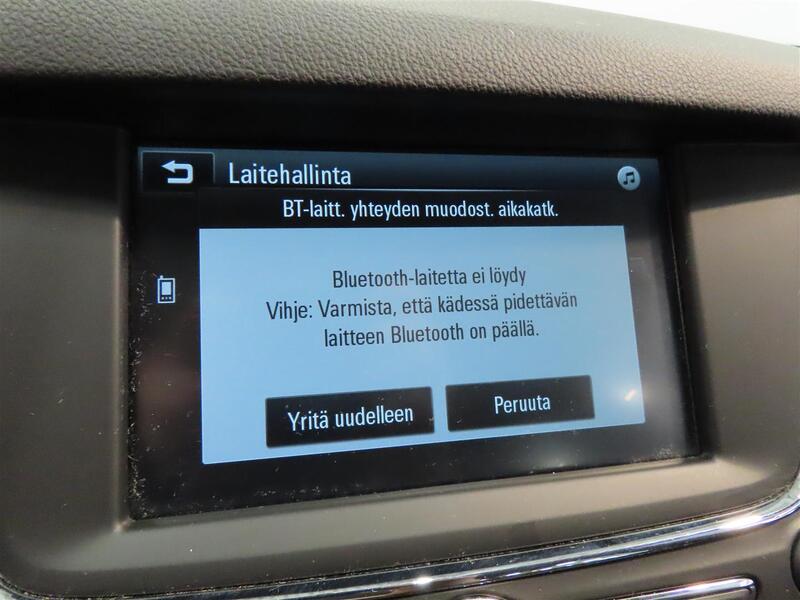 Laitehallinta
BT-laitt. yhteyden muodost. aikakatk.
Bluetooth-laitetta ei löydy
Vihje: Varmista, että kädessä pidettävän
laitteen Bluetooth on päällä.
Yritä uudelleen
Peruuta